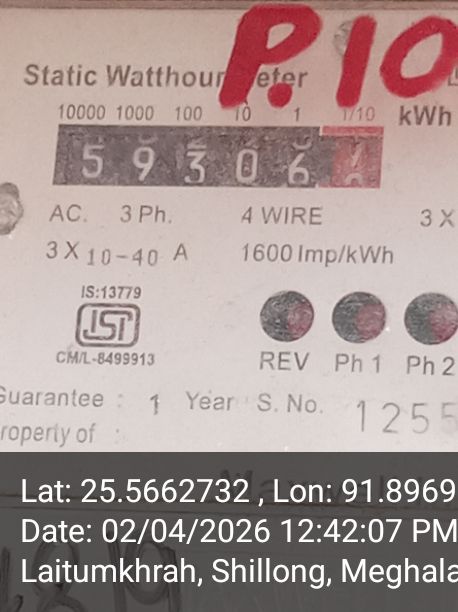 P.10
Static Watthour Meter
10000 1000 100 10 1 1/10 kWh
5 9 3 0 6
AC. 3 Ph. 4 WIRE 3 X
3 X 10-40 A 1600 Imp/kWh
IS:13779
ISI
CM/L-8499913
REV Ph 1 Ph 2
Guarantee : 1 Year S. No. 1255
roperty of :
Lat: 25.5662732 , Lon: 91.8969
Date: 02/04/2026 12:42:07 PM
Laitumkhrah, Shillong, Meghala